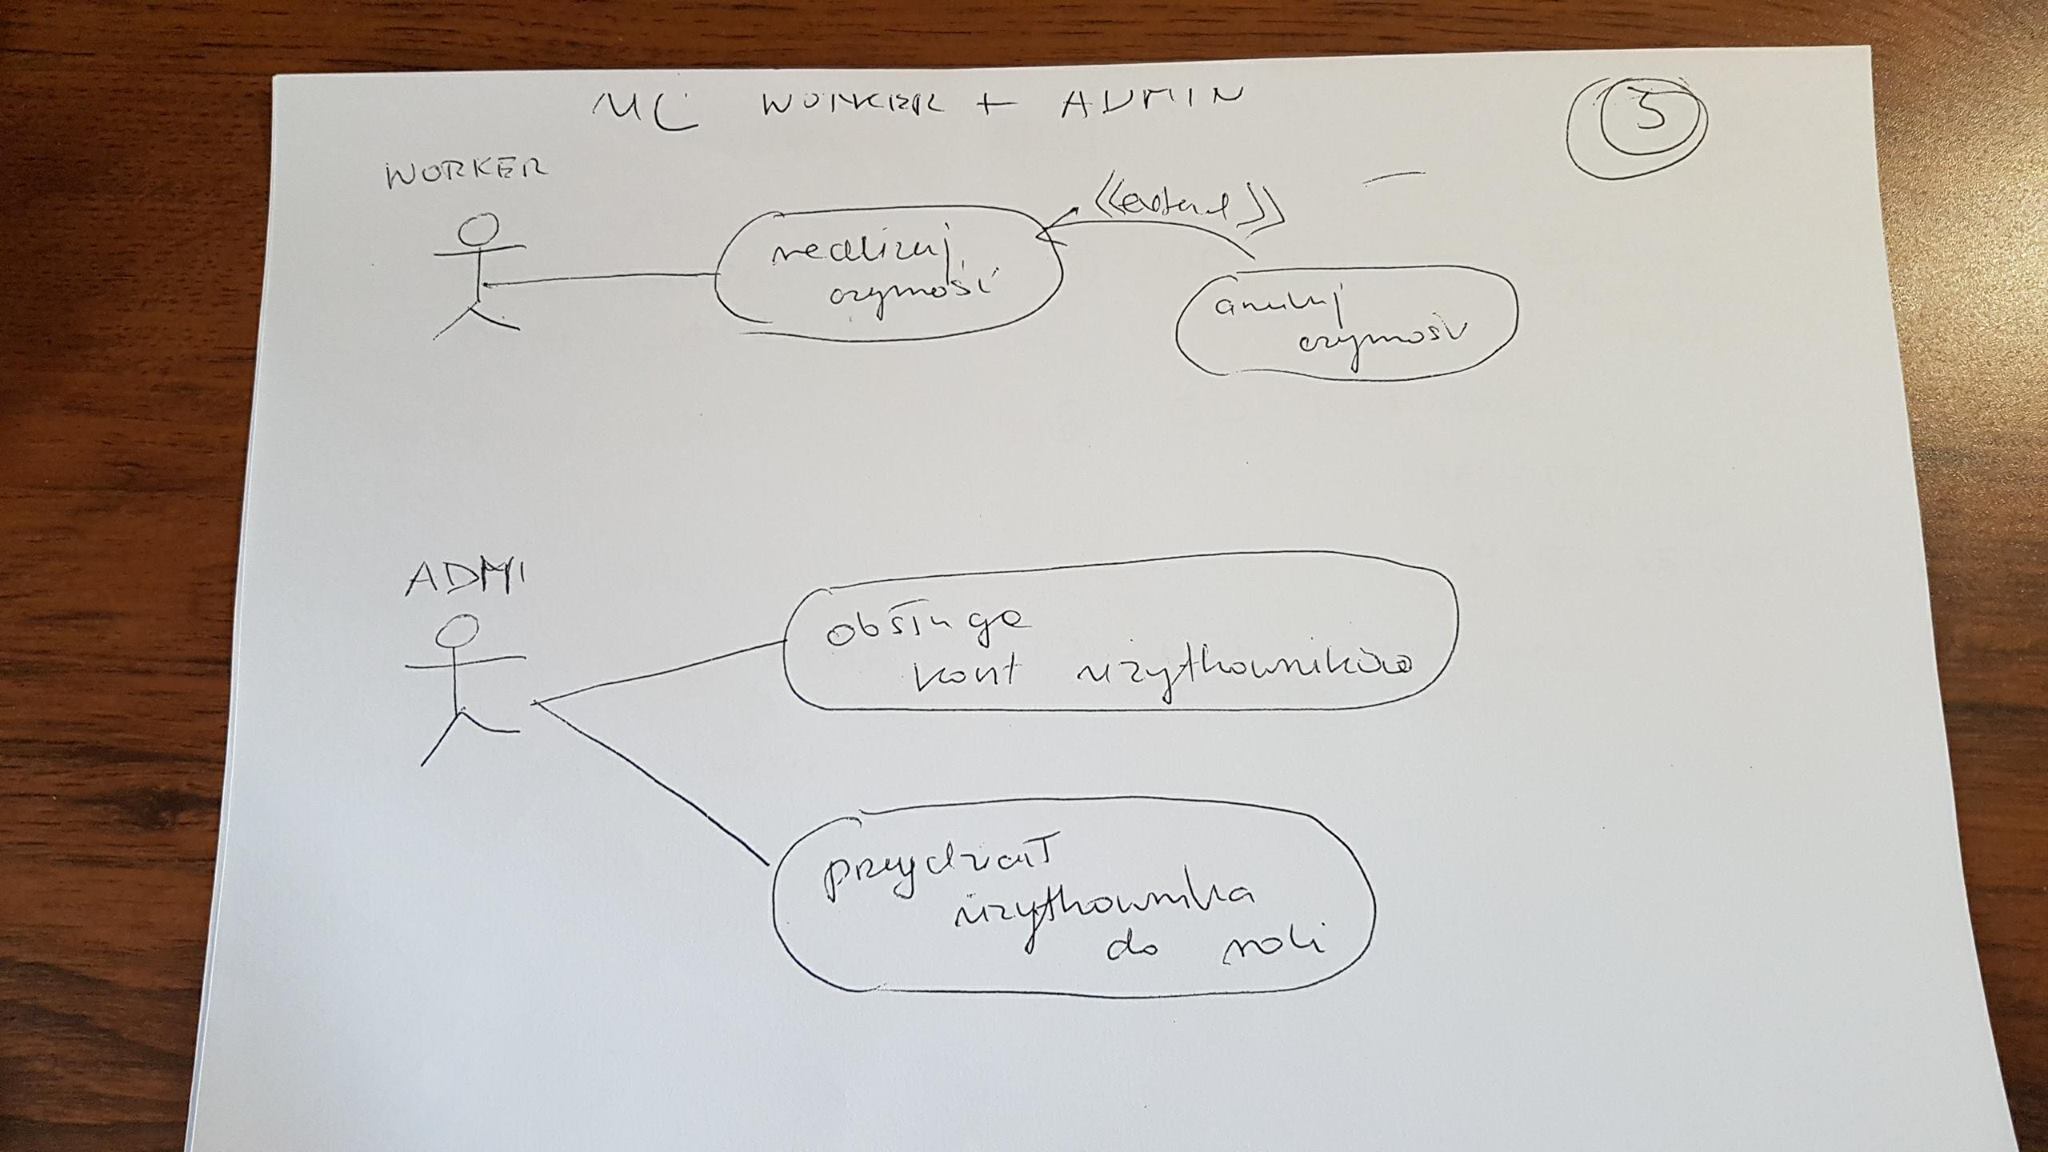 UC WORKER + ADMIN
5
WORKER
<<extend>>
realizuj
czynność
anuluj
czynność
ADMI
obsługa
kont użytkowników
przydział
użytkownika
do roli